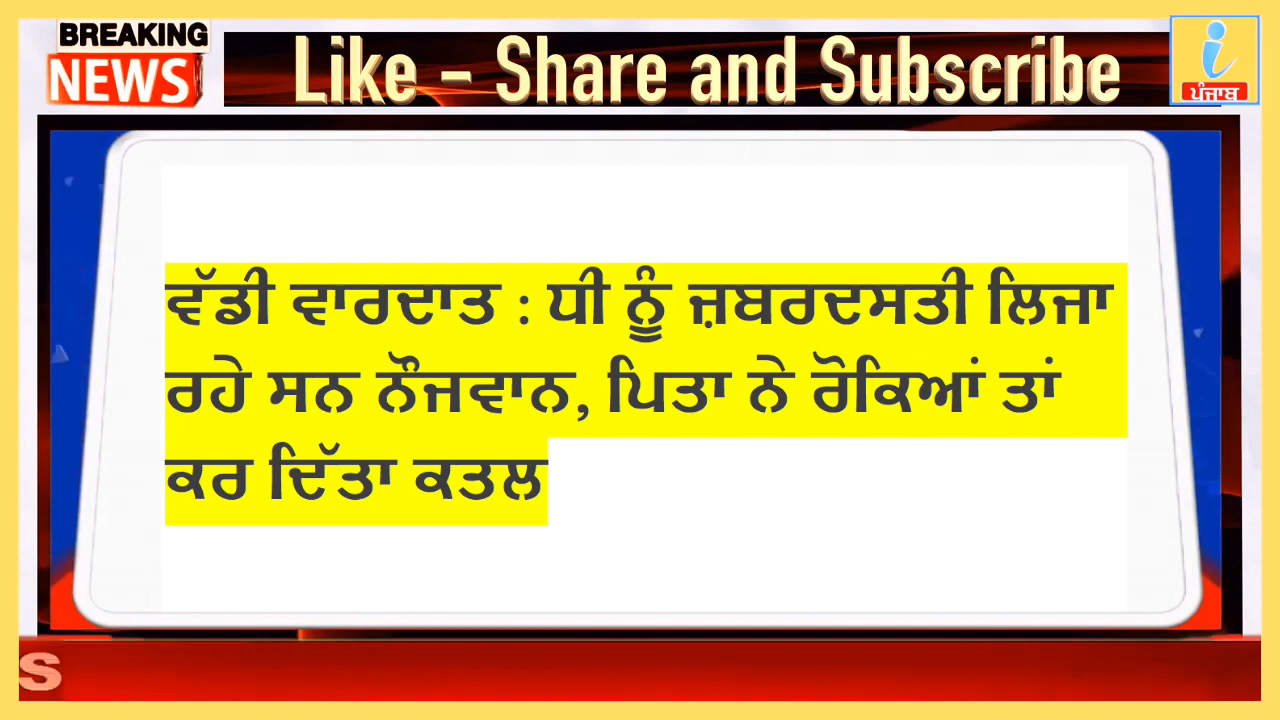 BREAKING
NEWS
Like - Share and Subscribe
i
ਪੰਜਾਬ
ਵੱਡੀ ਵਾਰਦਾਤ : ਧੀ ਨੂੰ ਜ਼ਬਰਦਸਤੀ ਲਿਜਾ
ਰਹੇ ਸਨ ਨੌਜਵਾਨ, ਪਿਤਾ ਨੇ ਰੋਕਿਆਂ ਤਾਂ
ਕਰ ਦਿੱਤਾ ਕਤਲ
S